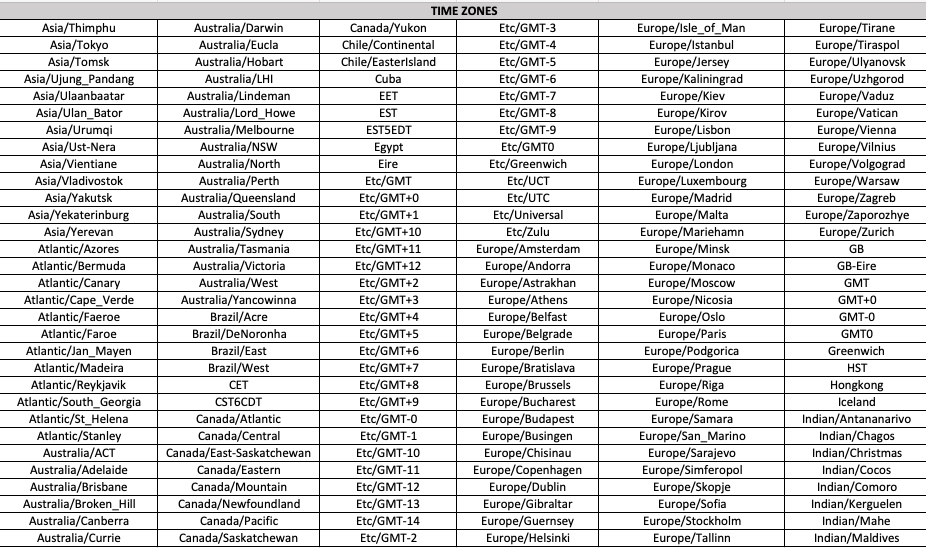 TIME ZONES
Asia/Thimphu Australia/Darwin Canada/Yukon Etc/GMT-3 Europe/Isle_of_Man Europe/Tirane
Asia/Tokyo Australia/Eucla Chile/Continental Etc/GMT-4 Europe/Istanbul Europe/Tiraspol
Asia/Tomsk Australia/Hobart Chile/EasterIsland Etc/GMT-5 Europe/Jersey Europe/Ulyanovsk
Asia/Ujung_Pandang Australia/LHI Cuba Etc/GMT-6 Europe/Kaliningrad Europe/Uzhgorod
Asia/Ulaanbaatar Australia/Lindeman EET Etc/GMT-7 Europe/Kiev Europe/Vaduz
Asia/Ulan_Bator Australia/Lord_Howe EST Etc/GMT-8 Europe/Kirov Europe/Vatican
Asia/Urumqi Australia/Melbourne EST5EDT Etc/GMT-9 Europe/Lisbon Europe/Vienna
Asia/Ust-Nera Australia/NSW Egypt Etc/GMT0 Europe/Ljubljana Europe/Vilnius
Asia/Vientiane Australia/North Eire Etc/Greenwich Europe/London Europe/Volgograd
Asia/Vladivostok Australia/Perth Etc/GMT Etc/UCT Europe/Luxembourg Europe/Warsaw
Asia/Yakutsk Australia/Queensland Etc/GMT+0 Etc/UTC Europe/Madrid Europe/Zagreb
Asia/Yekaterinburg Australia/South Etc/GMT+1 Etc/Universal Europe/Malta Europe/Zaporozhye
Asia/Yerevan Australia/Sydney Etc/GMT+10 Etc/Zulu Europe/Mariehamn Europe/Zurich
Atlantic/Azores Australia/Tasmania Etc/GMT+11 Europe/Amsterdam Europe/Minsk GB
Atlantic/Bermuda Australia/Victoria Etc/GMT+12 Europe/Andorra Europe/Monaco GB-Eire
Atlantic/Canary Australia/West Etc/GMT+2 Europe/Astrakhan Europe/Moscow GMT
Atlantic/Cape_Verde Australia/Yancowinna Etc/GMT+3 Europe/Athens Europe/Nicosia GMT+0
Atlantic/Faeroe Brazil/Acre Etc/GMT+4 Europe/Belfast Europe/Oslo GMT-0
Atlantic/Faroe Brazil/DeNoronha Etc/GMT+5 Europe/Belgrade Europe/Paris GMT0
Atlantic/Jan_Mayen Brazil/East Etc/GMT+6 Europe/Berlin Europe/Podgorica Greenwich
Atlantic/Madeira Brazil/West Etc/GMT+7 Europe/Bratislava Europe/Prague HST
Atlantic/Reykjavik CET Etc/GMT+8 Europe/Brussels Europe/Riga Hongkong
Atlantic/South_Georgia CST6CDT Etc/GMT+9 Europe/Bucharest Europe/Rome Iceland
Atlantic/St_Helena Canada/Atlantic Etc/GMT-0 Europe/Budapest Europe/Samara Indian/Antananarivo
Atlantic/Stanley Canada/Central Etc/GMT-1 Europe/Busingen Europe/San_Marino Indian/Chagos
Australia/ACT Canada/East-Saskatchewan Etc/GMT-10 Europe/Chisinau Europe/Sarajevo Indian/Christmas
Australia/Adelaide Canada/Eastern Etc/GMT-11 Europe/Copenhagen Europe/Simferopol Indian/Cocos
Australia/Brisbane Canada/Mountain Etc/GMT-12 Europe/Dublin Europe/Skopje Indian/Comoro
Australia/Broken_Hill Canada/Newfoundland Etc/GMT-13 Europe/Gibraltar Europe/Sofia Indian/Kerguelen
Australia/Canberra Canada/Pacific Etc/GMT-14 Europe/Guernsey Europe/Stockholm Indian/Mahe
Australia/Currie Canada/Saskatchewan Etc/GMT-2 Europe/Helsinki Europe/Tallinn Indian/Maldives